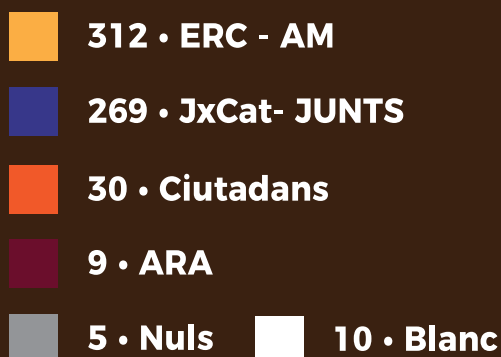 312 • ERC - AM
269 • JxCat- JUNTS
30 • Ciutadans
9 • ARA
5 • Nuls 10 • Blanc